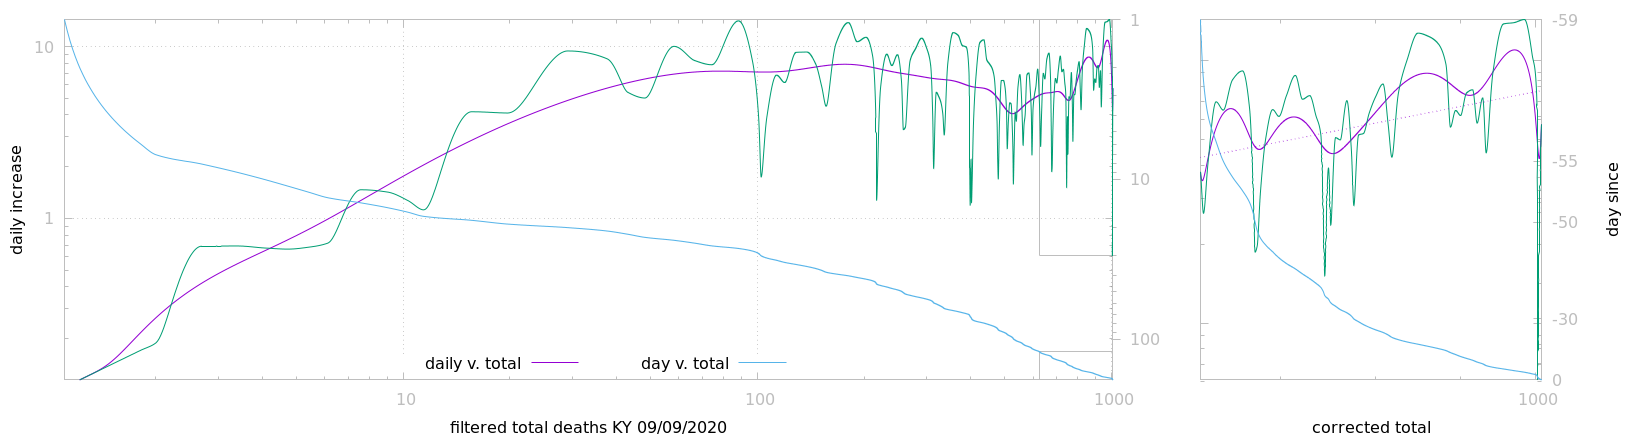 10
1
daily increase
daily v. total
day v. total
10
100
1000
filtered total deaths KY 09/09/2020
1
10
100
-59
-55
-50
-30
0
day since
1000
corrected total